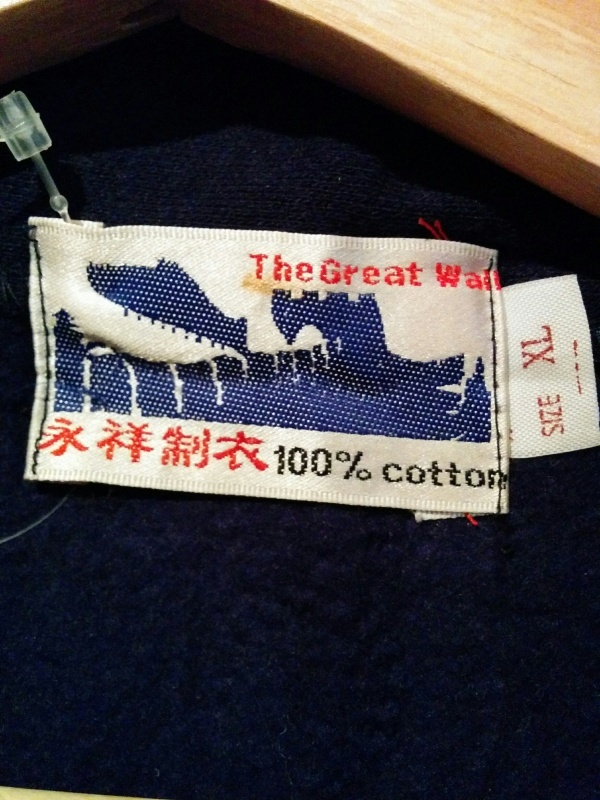 The Great Wall
永祥制衣 100% cotton
XL
SIZE